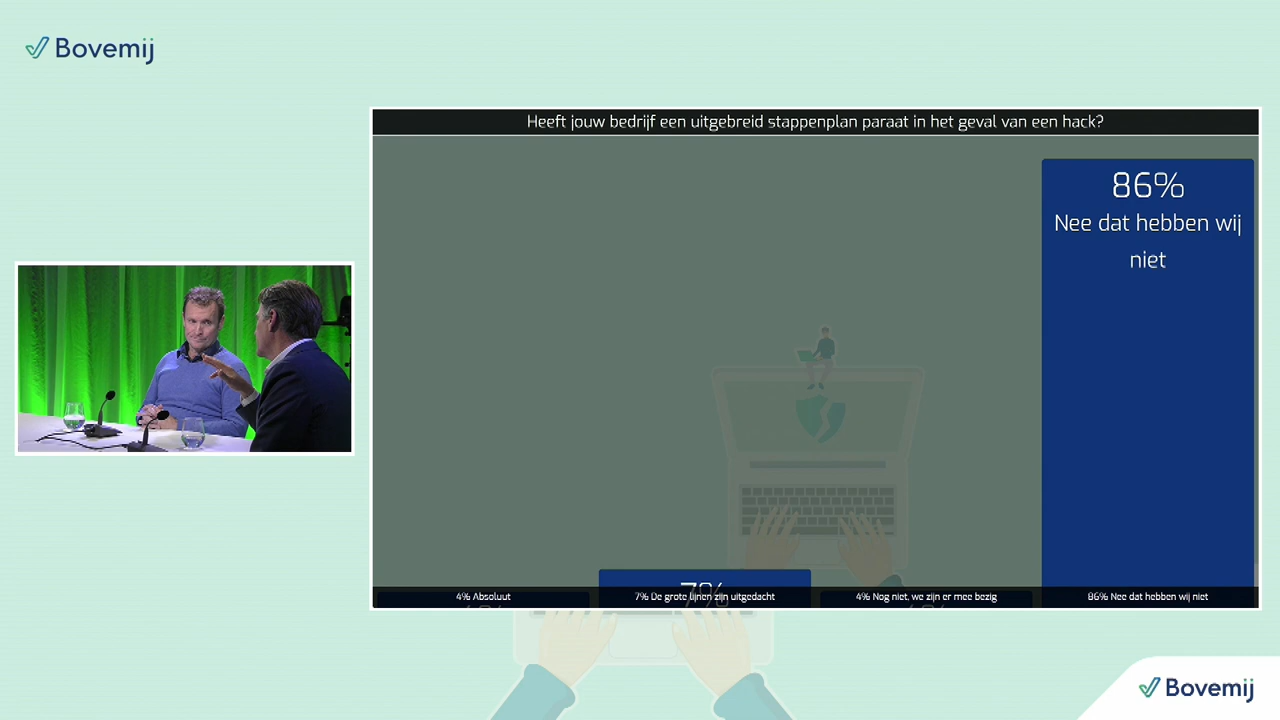 Bovemij
Heeft jouw bedrijf een uitgebreid stappenplan paraat in het geval van een hack?
86%
Nee dat hebben wij
niet
7%
4% Absoluut
7% De grote lijnen zijn uitgedacht
4% Nog niet, we zijn er mee bezig
86% Nee dat hebben wij niet
Bovemij